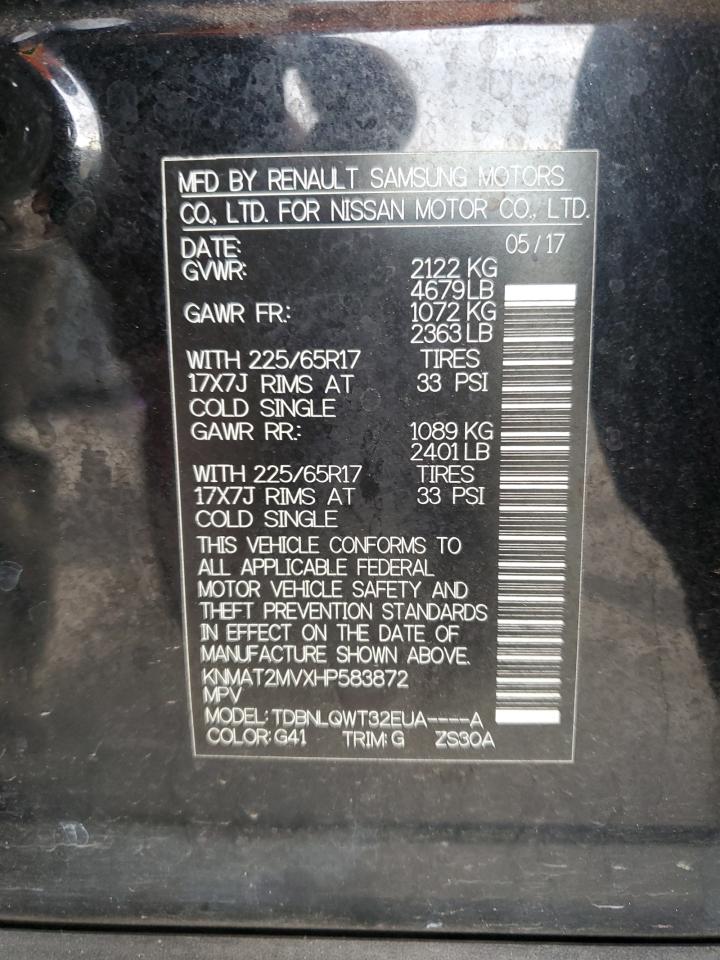 MFD BY RENAULT SAMSUNG MOTORS
CO., LTD. FOR NISSAN MOTOR CO., LTD.
DATE: 05/17
GVWR: 2122 KG
4679 LB
GAWR FR.: 1072 KG
2363 LB
WITH 225/65R17 TIRES
17X7J RIMS AT 33 PSI
COLD SINGLE
GAWR RR.: 1089 KG
2401 LB
WITH 225/65R17 TIRES
17X7J RIMS AT 33 PSI
COLD SINGLE
THIS VEHICLE CONFORMS TO
ALL APPLICABLE FEDERAL
MOTOR VEHICLE SAFETY AND
THEFT PREVENTION STANDARDS
IN EFFECT ON THE DATE OF
MANUFACTURE SHOWN ABOVE.
KNMAT2MVXHP583872
MPV
MODEL: TDBNLQWT32EUA----A
COLOR: G41 TRIM: G ZS30A